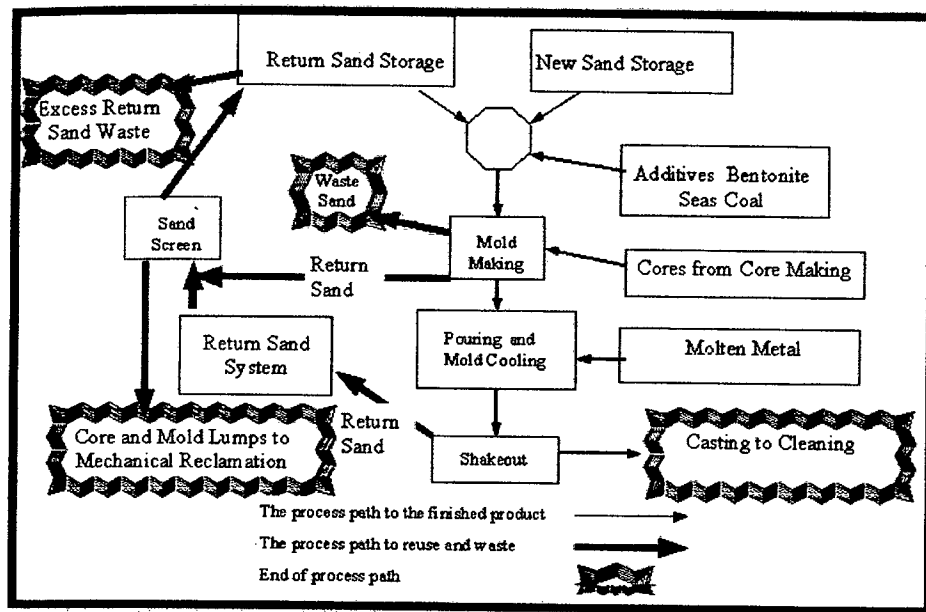 Return Sand Storage
New Sand Storage
Excess Return
Sand Waste
Additives Bentonite
Seas Coal
Waste
Sand
Sand
Screen
Mold
Making
Return
Sand
Cores from Core Making
Return Sand
System
Pouring and
Mold Cooling
Molten Metal
Core and Mold Lumps to
Mechanical Reclamation
Return
Sand
Shakeout
Casting to Cleaning
The process path to the finished product
The process path to reuse and waste
End of process path